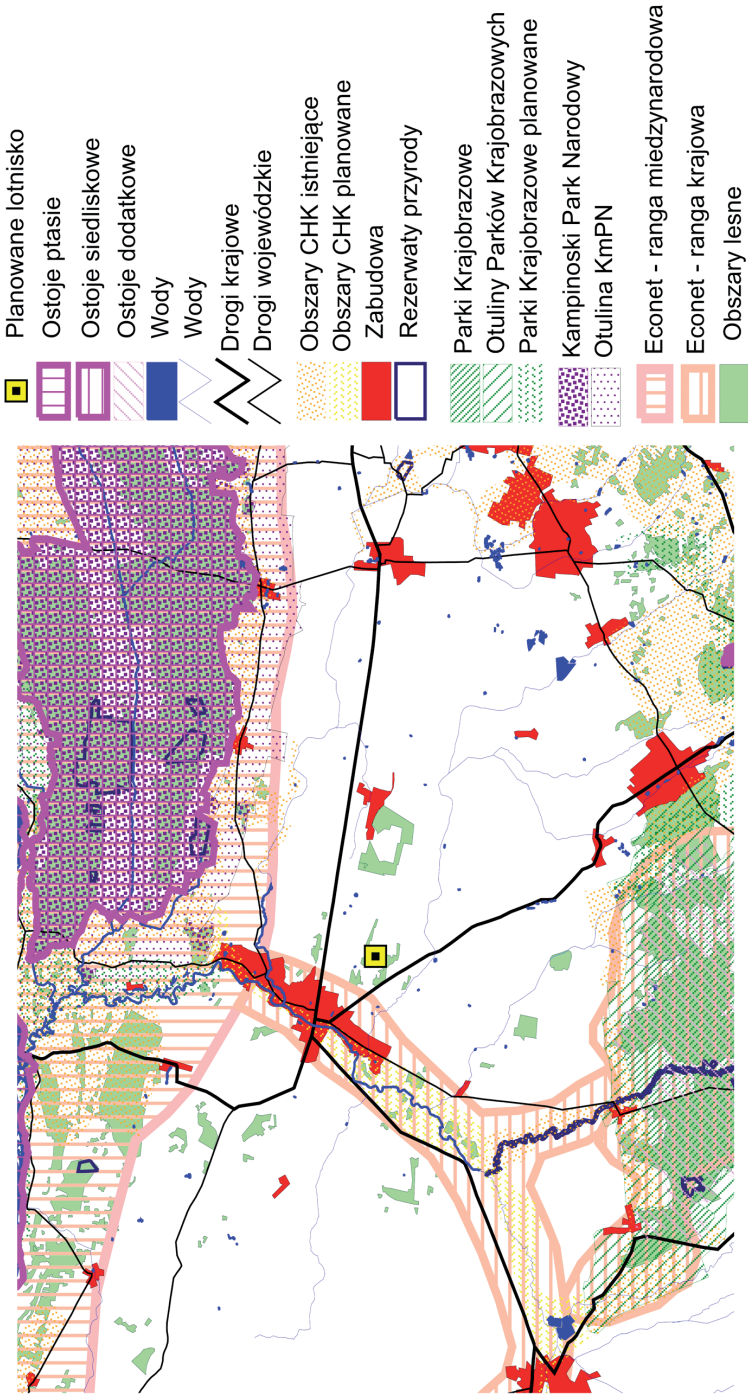 Planowane lotnisko
Ostoje ptasie
Ostoje siedliskowe
Ostoje dodatkowe
Wody
Wody
Drogi krajowe
Drogi wojewódzkie
Obszary CHK istniejące
Obszary CHK planowane
Zabudowa
Rezerwaty przyrody
Parki Krajobrazowe
Otuliny Parków Krajobrazowych
Parki Krajobrazowe planowane
Kampinoski Park Narodowy
Otulina KmPN
Econet - ranga miedzynarodowa
Econet - ranga krajowa
Obszary lesne